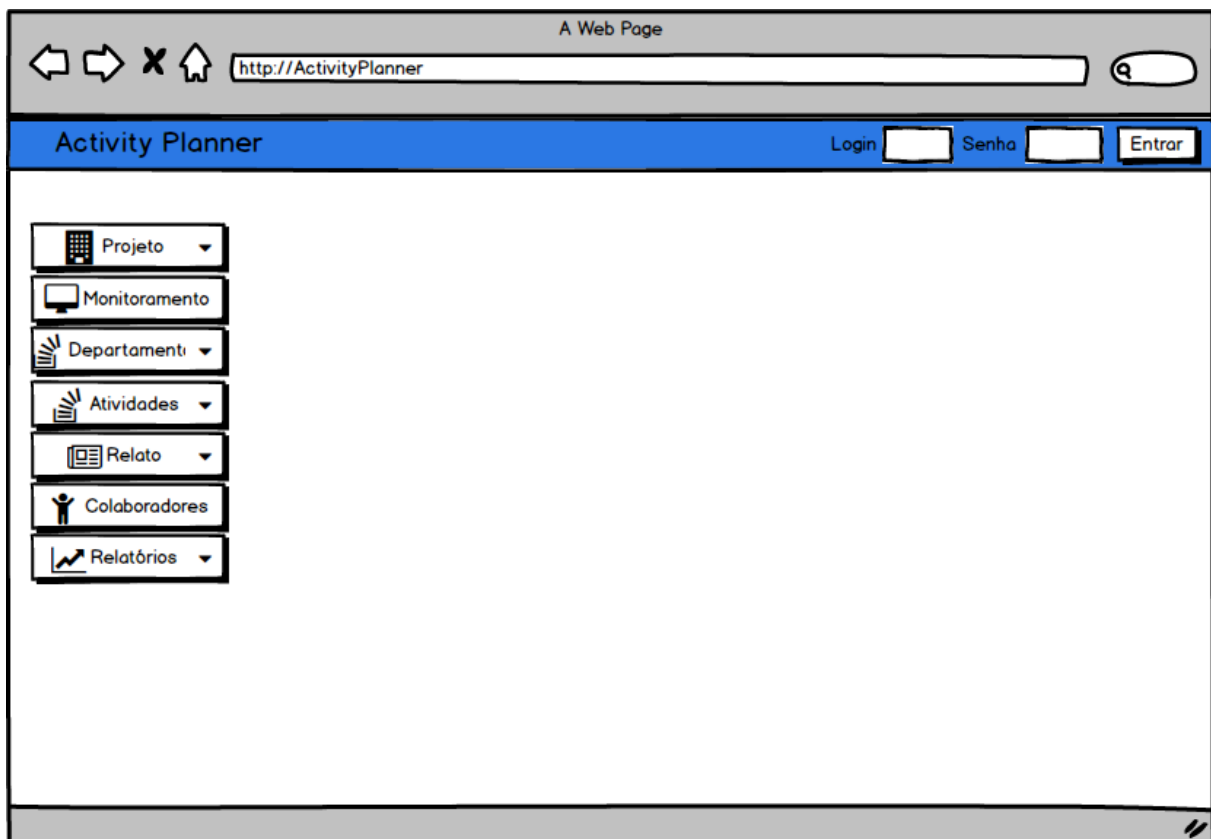 A Web Page
http://ActivityPlanner
Activity Planner Login Senha Entrar
Projeto
Monitoramento
Departament
Atividades
Relato
Colaboradores
Relatórios